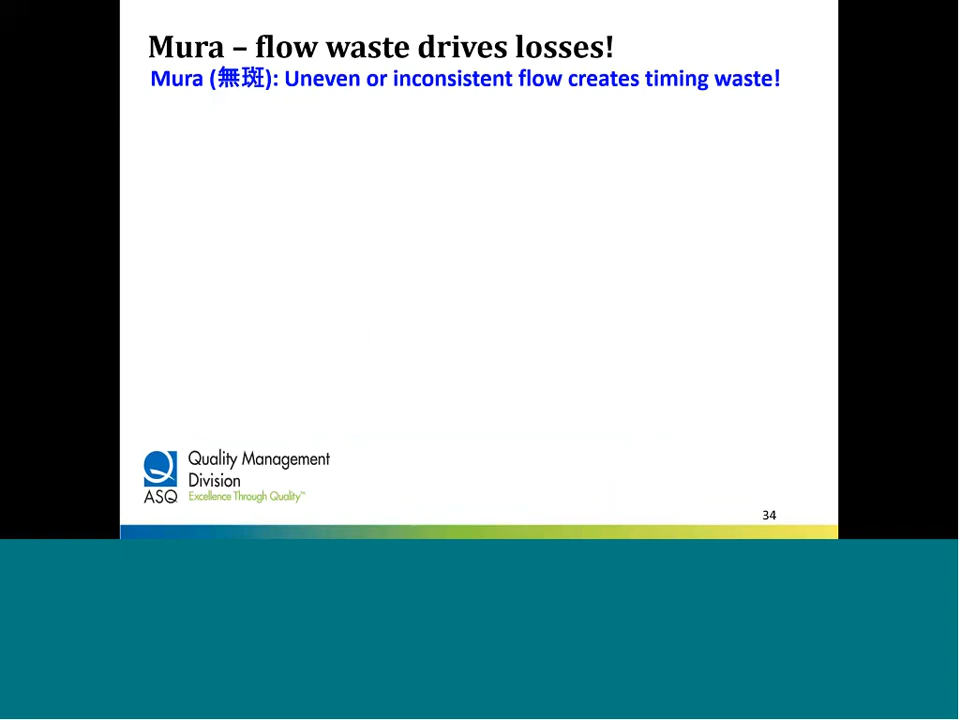 Mura – flow waste drives losses!
Mura (無斑): Uneven or inconsistent flow creates timing waste!
Quality Management
Division
ASQ Excellence Through Quality™
34